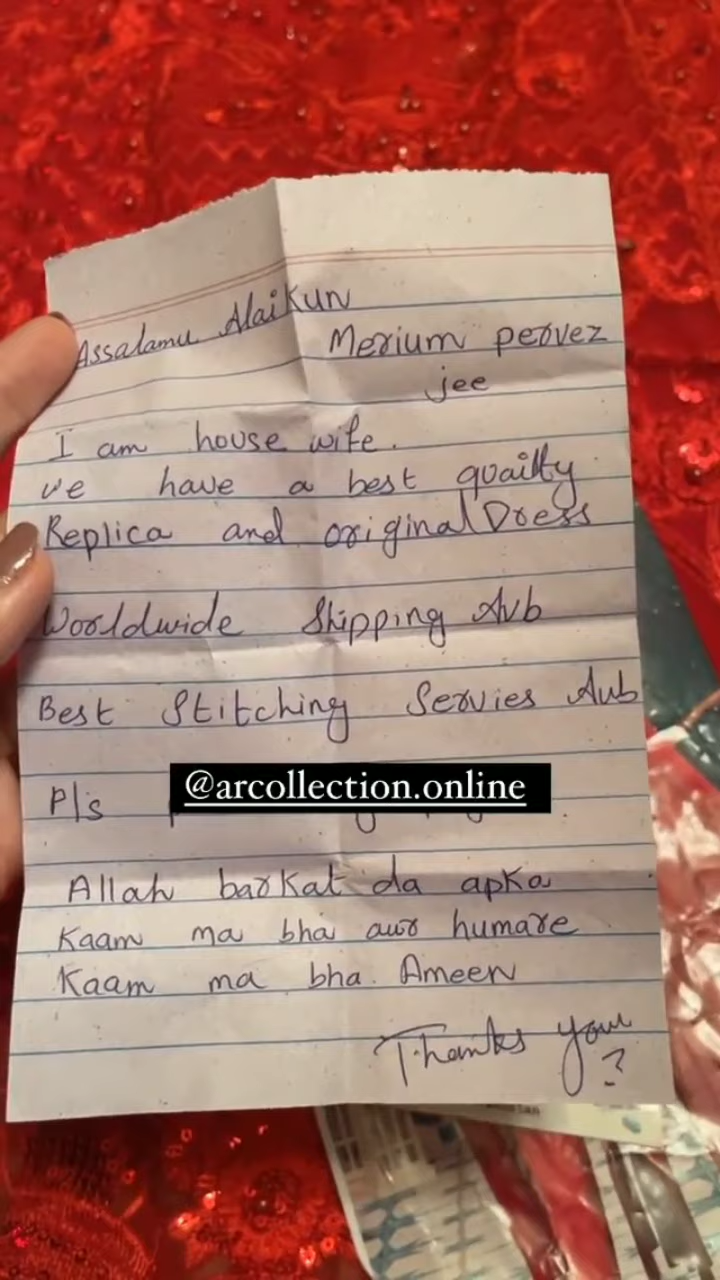 Assalamu Alaikun
Merium pervez
jee
I am house wife.
we have a best quailty
Replica and original Dress
Worldwide Shipping Avb
Best Stitching Servies Avb
P/s
@arcollection.online
Allah barkat da apka
Kaam ma bha aur humare
Kaam ma bha. Ameen
Thanks your
?